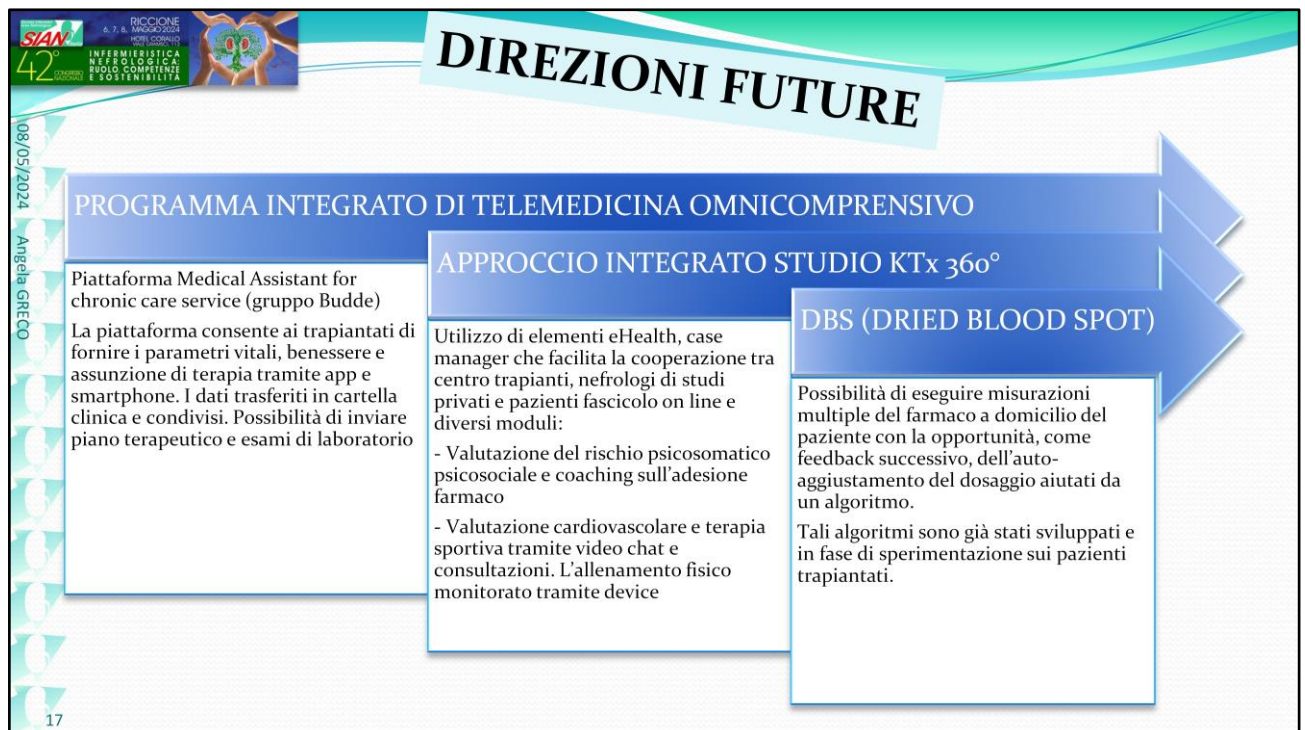 SIAN
42°
CONGRESSO
NAZIONALE
RICCIONE
6, 7, 8, MAGGIO 2024
HOTEL CORALLO
INFERMIERISTICA
NEFROLOGICA:
RUOLO, COMPETENZE
E SOSTENIBILITÀ
DIREZIONI FUTURE
08/05/2024 Angela GRECO
PROGRAMMA INTEGRATO DI TELEMEDICINA OMNICOMPRENSIVO
Piattaforma Medical Assistant for
chronic care service (gruppo Budde)
La piattaforma consente ai trapiantati di
fornire i parametri vitali, benessere e
assunzione di terapia tramite app e
smartphone. I dati trasferiti in cartella
clinica e condivisi. Possibilità di inviare
piano terapeutico e esami di laboratorio
APPROCCIO INTEGRATO STUDIO KTx 360°
Utilizzo di elementi eHealth, case
manager che facilita la cooperazione tra
centro trapianti, nefrologi di studi
privati e pazienti fascicolo on line e
diversi moduli:
- Valutazione del rischio psicosomatico
psicosociale e coaching sull'adesione
farmaco
- Valutazione cardiovascolare e terapia
sportiva tramite video chat e
consultazioni. L'allenamento fisico
monitorato tramite device
DBS (DRIED BLOOD SPOT)
Possibilità di eseguire misurazioni
multiple del farmaco a domicilio del
paziente con la opportunità, come
feedback successivo, dell'auto-
aggiustamento del dosaggio aiutati da
un algoritmo.
Tali algoritmi sono già stati sviluppati e
in fase di sperimentazione sui pazienti
trapiantati.
17